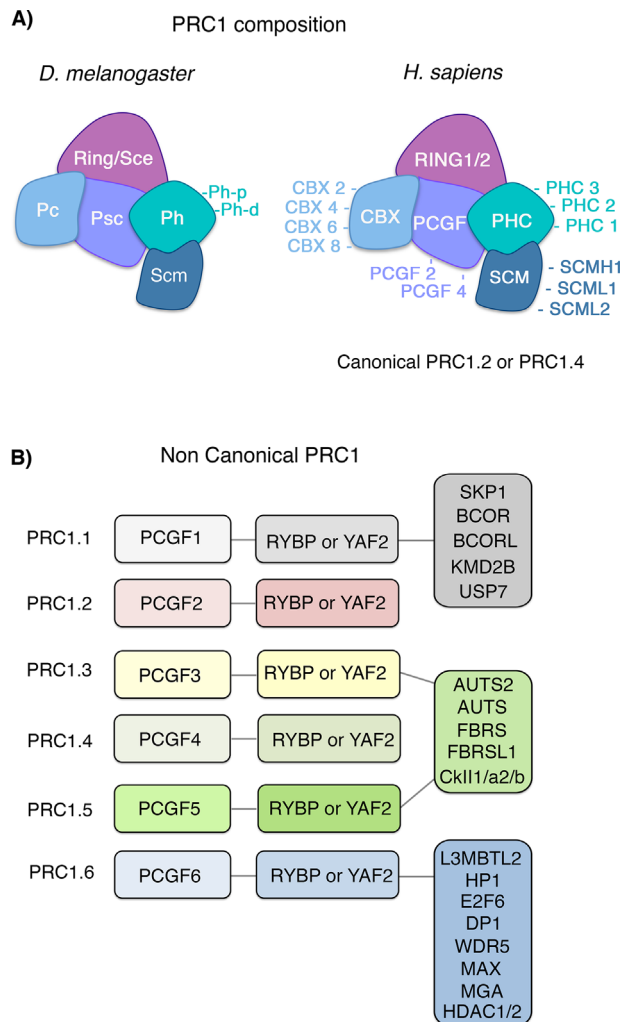 A)
PRC1 composition
D. melanogaster
H. sapiens
Ring/Sce
Pc
Psc
Ph
Scm
Ph-p
Ph-d
RING1/2
CBX
PCGF
PHC
SCM
CBX 2
CBX 4
CBX 6
CBX 8
PCGF 2
PCGF 4
PHC 3
PHC 2
PHC 1
SCMH1
SCML1
SCML2
Canonical PRC1.2 or PRC1.4
B)
Non Canonical PRC1
PRC1.1
PCGF1
RYBP or YAF2
SKP1
BCOR
BCORL
KMD2B
USP7
PRC1.2
PCGF2
RYBP or YAF2
PRC1.3
PCGF3
RYBP or YAF2
PRC1.4
PCGF4
RYBP or YAF2
PRC1.5
PCGF5
RYBP or YAF2
AUTS2
AUTS
FBRS
FBRSL1
CkII1/a2/b
PRC1.6
PCGF6
RYBP or YAF2
L3MBTL2
HP1
E2F6
DP1
WDR5
MAX
MGA
HDAC1/2